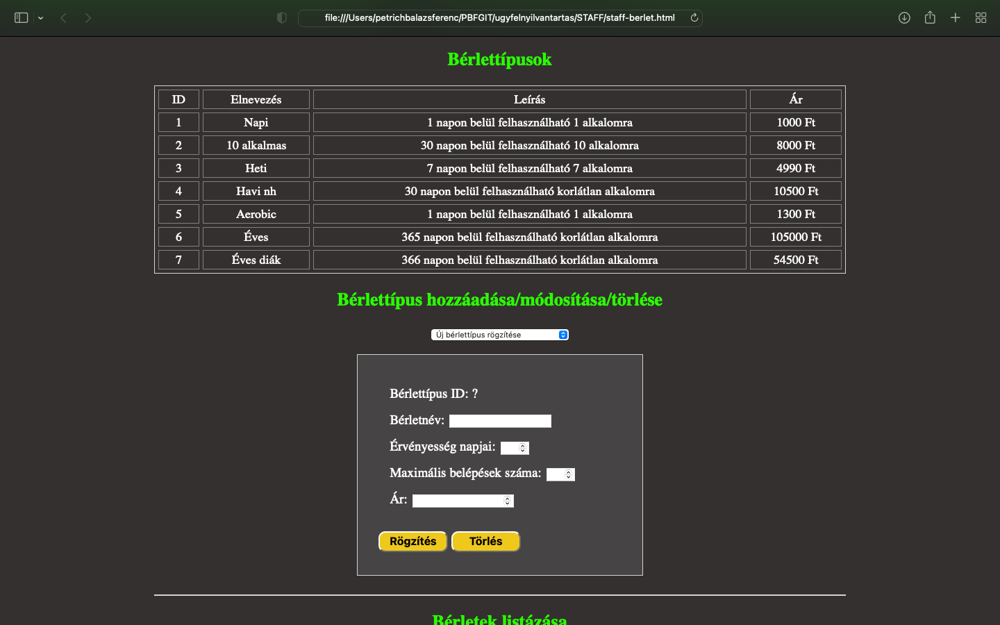 file:///Users/petrichbalazsferenc/PBFGIT/ugyfelnyilvantartas/STAFF/staff-berlet.html
Bérlettípusok
ID Elnevezés Leírás Ár
1 Napi 1 napon belül felhasználható 1 alkalomra 1000 Ft
2 10 alkalmas 30 napon belül felhasználható 10 alkalomra 8000 Ft
3 Heti 7 napon belül felhasználható 7 alkalomra 4990 Ft
4 Havi nh 30 napon belül felhasználható korlátlan alkalomra 10500 Ft
5 Aerobic 1 napon belül felhasználható 1 alkalomra 1300 Ft
6 Éves 365 napon belül felhasználható korlátlan alkalomra 105000 Ft
7 Éves diák 366 napon belül felhasználható korlátlan alkalomra 54500 Ft
Bérlettípus hozzáadása/módosítása/törlése
Új bérlettípus rögzítése
Bérlettípus ID: ?
Bérletnév:
Érvényesség napjai:
Maximális belépések száma:
Ár:
Rögzítés Törlés
Bérletek listázása